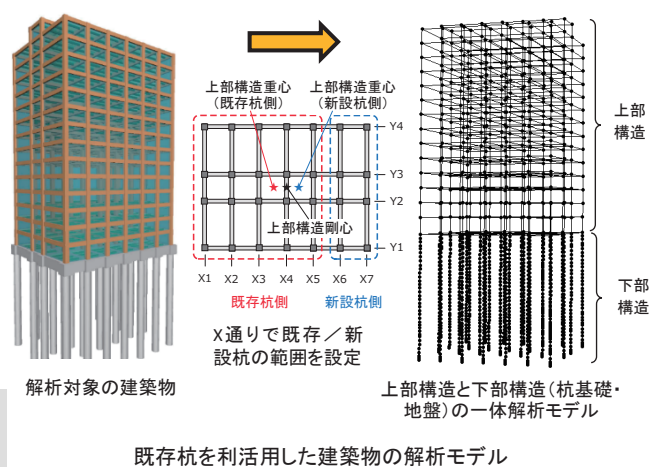 上部構造重心
（既存杭側）
上部構造重心
（新設杭側）
Y4
Y3
Y2
上部構造剛心
Y1
X1 X2 X3 X4 X5 X6 X7
既存杭側 新設杭側
X通りで既存／新
設杭の範囲を設定
解析対象の建築物
上部
構造
下部
構造
上部構造と下部構造（杭基礎・
地盤）の一体解析モデル
既存杭を利活用した建築物の解析モデル